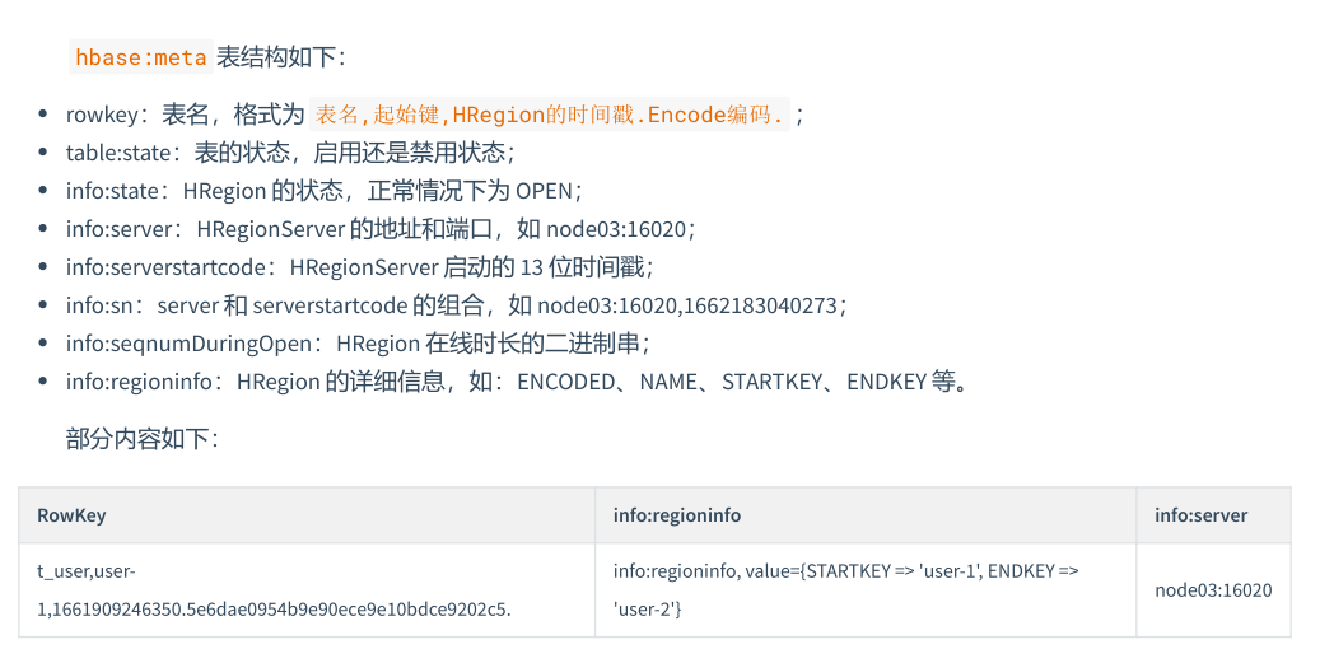 hbase:meta 表结构如下：
rowkey：表名，格式为 表名,起始键,HRegion的时间戳.Encode编码. ；
table:state：表的状态，启用还是禁用状态；
info:state：HRegion 的状态，正常情况下为 OPEN；
info:server：HRegionServer 的地址和端口，如 node03:16020；
info:serverstartcode：HRegionServer 启动的 13 位时间戳；
info:sn：server 和 serverstartcode 的组合，如 node03:16020,1662183040273；
info:seqnumDuringOpen：HRegion 在线时长的二进制串；
info:regioninfo：HRegion 的详细信息，如：ENCODED、NAME、STARTKEY、ENDKEY 等。
部分内容如下：
RowKey info:regioninfo info:server
t_user,user-
1,1661909246350.5e6dae0954b9e90ece9e10bdce9202c5.
info:regioninfo, value={STARTKEY => 'user-1', ENDKEY =>
'user-2'}
node03:16020